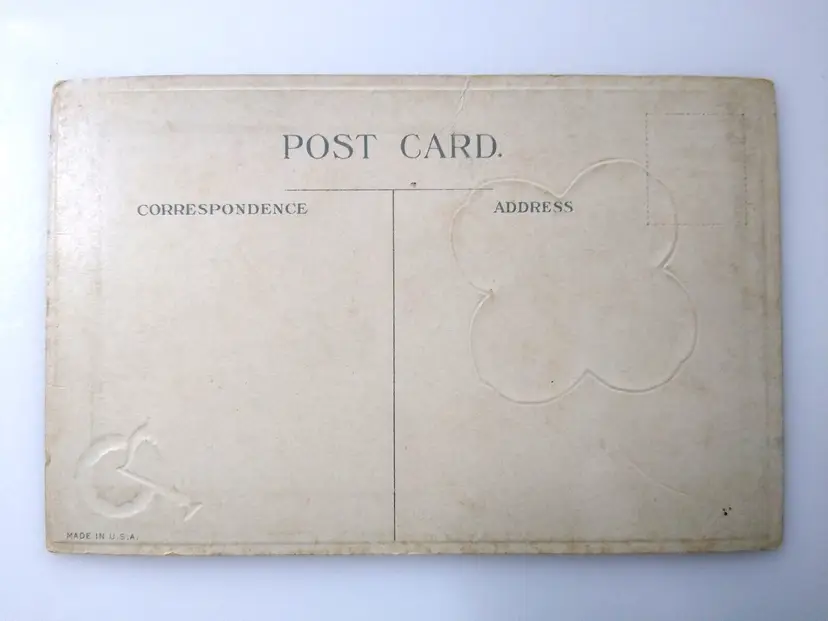 POST CARD.
CORRESPONDENCE
ADDRESS
MADE IN U.S.A.